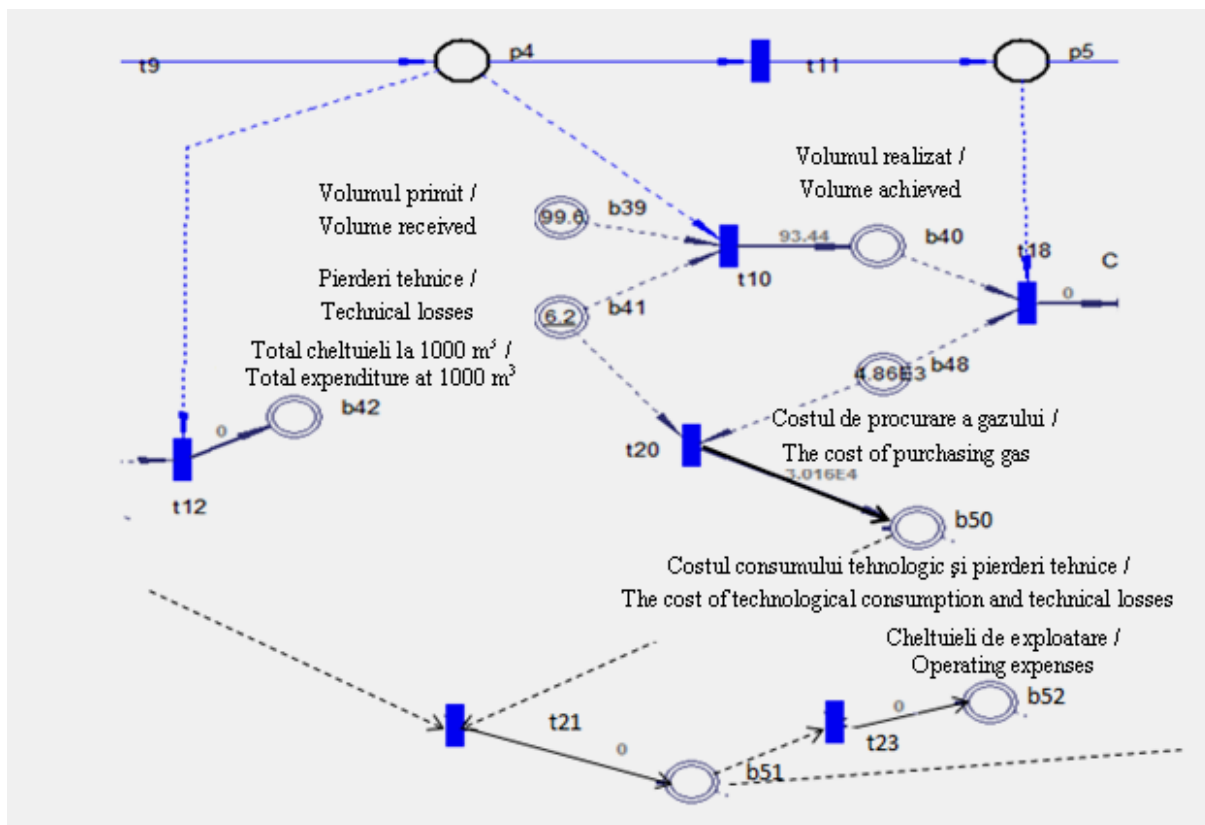 t9
p4
t11
p5
Volumul primit /
Volume received
99.6
b39
Volumul realizat /
Volume achieved
93.44
b40
t10
t18
C
0
Pierderi tehnice /
Technical losses
6.2
b41
Total cheltuieli la 1000 m³ /
Total expenditure at 1000 m³
b42
0
t12
4.86E3
b48
Costul de procurare a gazului /
The cost of purchasing gas
t20
3.016E4
b50
Costul consumului tehnologic şi pierderi tehnice /
The cost of technological consumption and technical losses
Cheltuieli de exploatare /
Operating expenses
b52
0
t23
t21
0
b51